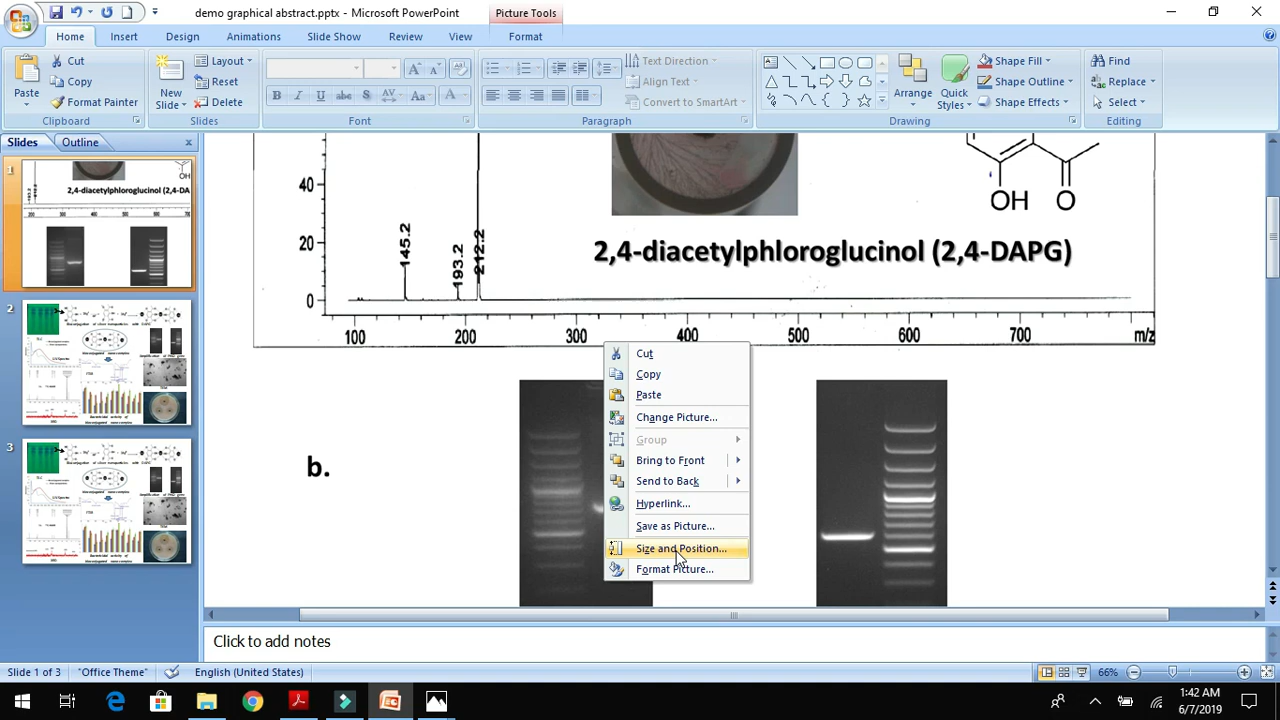 demo graphical abstract.pptx - Microsoft PowerPoint
Picture Tools
Home
Insert
Design
Animations
Slide Show
Review
View
Format
Paste
Cut
Copy
Format Painter
Clipboard
New
Slide
Layout
Reset
Delete
Slides
B I U abc S AV Aa A
Font
Paragraph
Text Direction
Align Text
Convert to SmartArt
Arrange
Quick
Styles
Shape Fill
Shape Outline
Shape Effects
Drawing
Find
Replace
Select
Editing
Slides
Outline
1
2,4-diacetylphloroglucinol (2,4-DA
2
3
40
20
0
145.2
193.2
212.2
OH
O
2,4-diacetylphloroglucinol (2,4-DAPG)
100 200 300 400 500 600 700 m/z
b.
Cut
Copy
Paste
Change Picture...
Group
Bring to Front
Send to Back
Hyperlink...
Save as Picture...
Size and Position...
Format Picture...
Click to add notes
Slide 1 of 3
"Office Theme"
English (United States)
66%
1:42 AM
6/7/2019